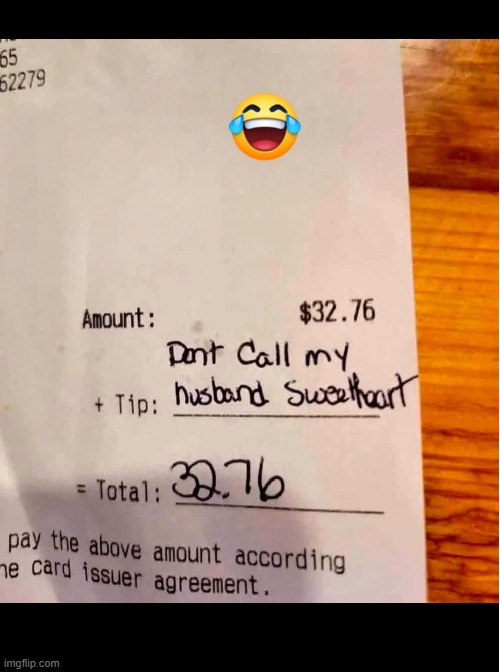 65
62279
Amount: $32.76
Dont Call my
+ Tip: husband Sweetheart
= Total: 32.76
pay the above amount according
card issuer agreement.
imgflip.com